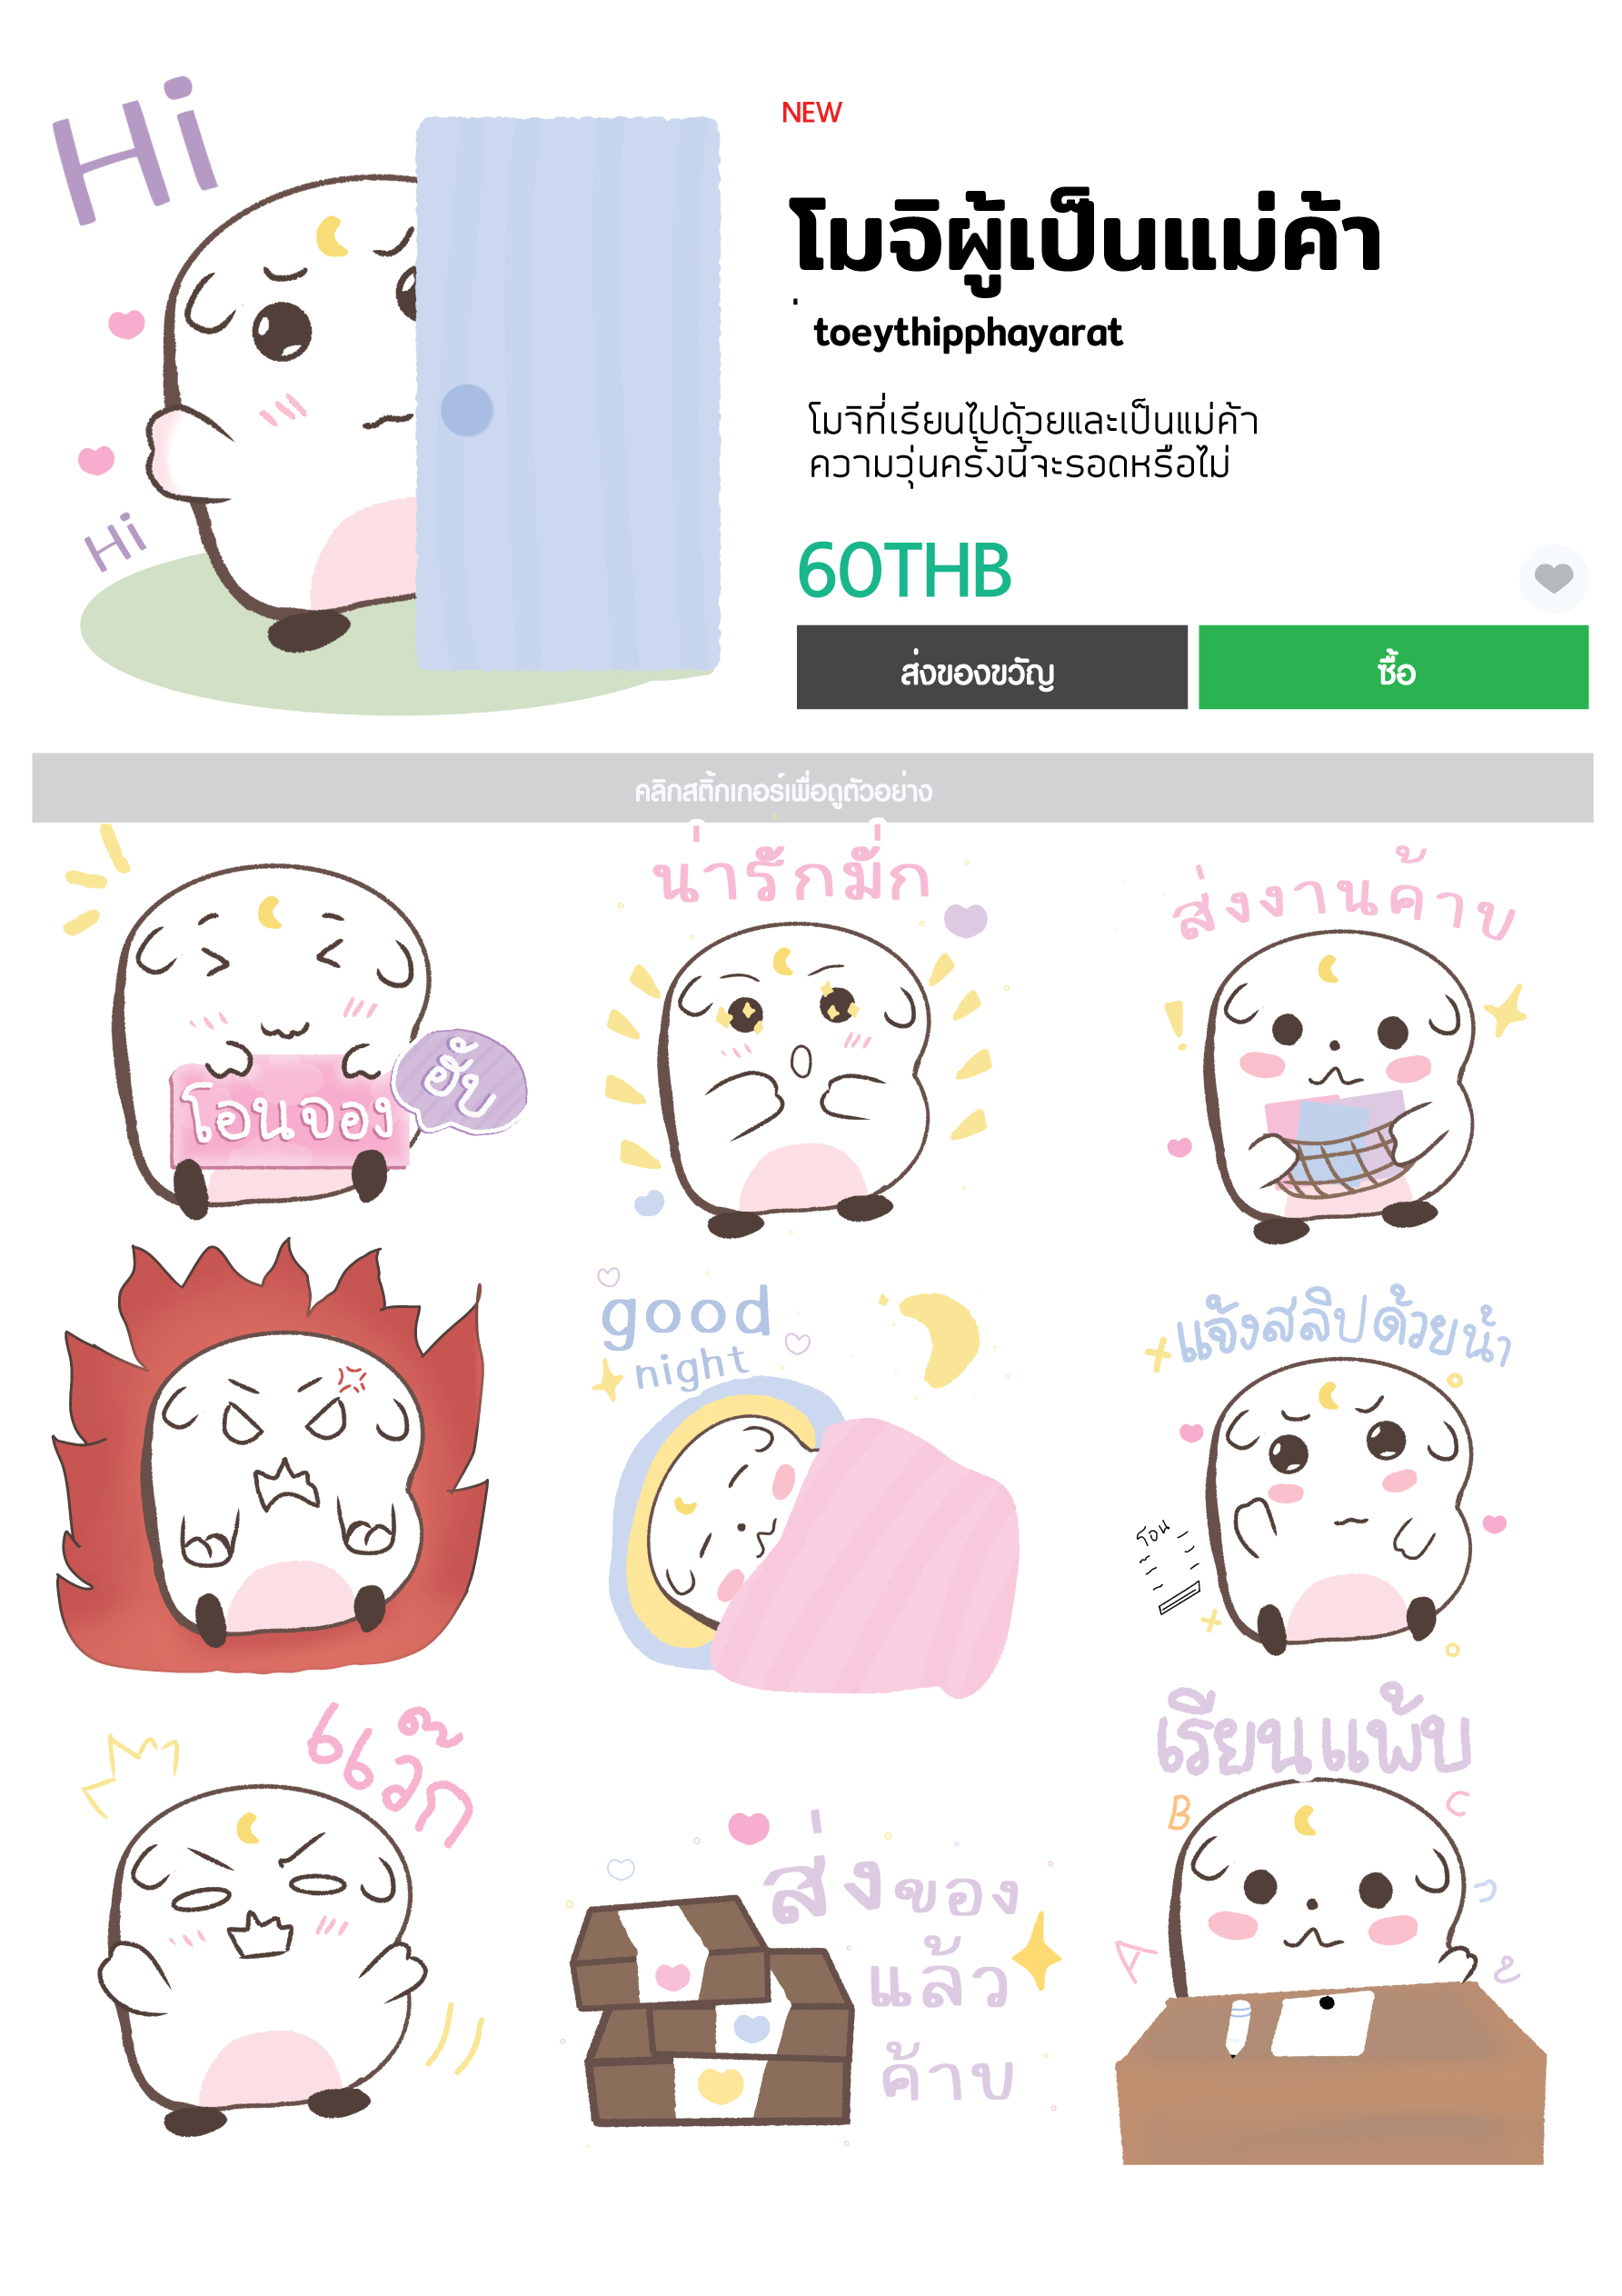 Hi
Hi
NEW
โมจิผู้เป็นแม่ค้า
toeythipphayarat
โมจิที่เรียนไปด้วยและเป็นแม่ค้า
ความวุ่นครั้งนี้จะรอดหรือไม่
60THB
ส่งของขวัญ
ซื้อ
คลิกสติ้กเกอร์เพื่อดูตัวอย่าง
โอนจอง
ฮั้บ
น่ารั๊กมั่ก
ส่งงานค้าบ
good
night
แจ้งสลิปด้วยน้า
โอน
แว๊ก
ส่งของ
แล้ว
ค้าบ
เรียนแพ้บ
B
C
A